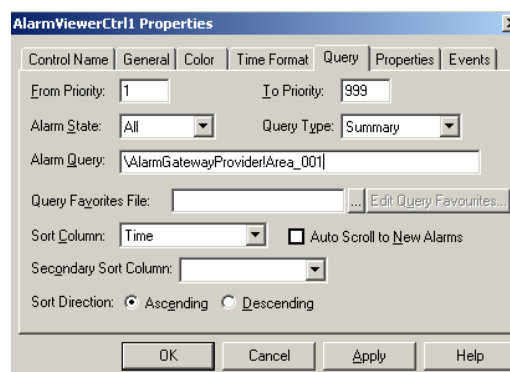 AlarmViewerCtrl1 Properties
Control Name General Color Time Format Query Properties Events
From Priority: 1 To Priority: 999
Alarm State: All Query Type: Summary
Alarm Query: \AlarmGatewayProvider!Area_001
Query Favorites File: ... Edit Query Favourites...
Sort Column: Time Auto Scroll to New Alarms
Secondary Sort Column:
Sort Direction: Ascending Descending
OK Cancel Apply Help